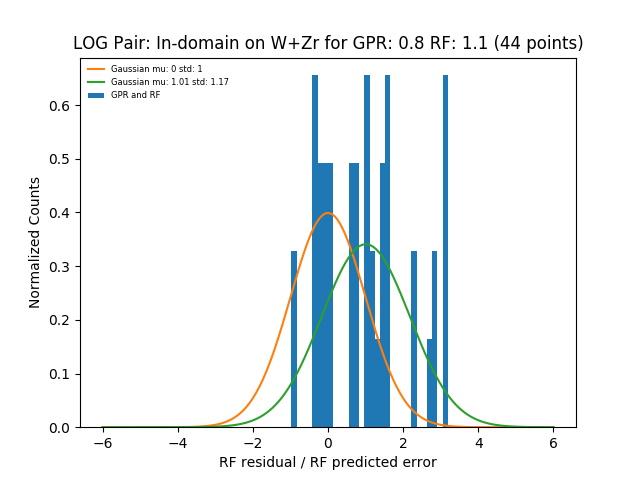 LOG Pair: In-domain on W+Zr for GPR: 0.8 RF: 1.1 (44 points)
Gaussian mu: 0 std: 1
Gaussian mu: 1.01 std: 1.17
GPR and RF
Normalized Counts
0.6
0.5
0.4
0.3
0.2
0.1
0.0
−6 −4 −2 0 2 4 6
RF residual / RF predicted error